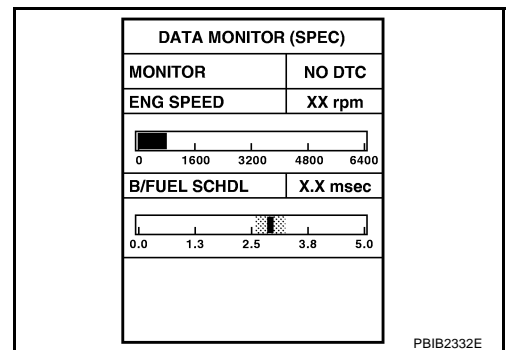 DATA MONITOR (SPEC)
MONITOR NO DTC
ENG SPEED XX rpm
0 1600 3200 4800 6400
B/FUEL SCHDL X.X msec
0.0 1.3 2.5 3.8 5.0
PBIB2332E